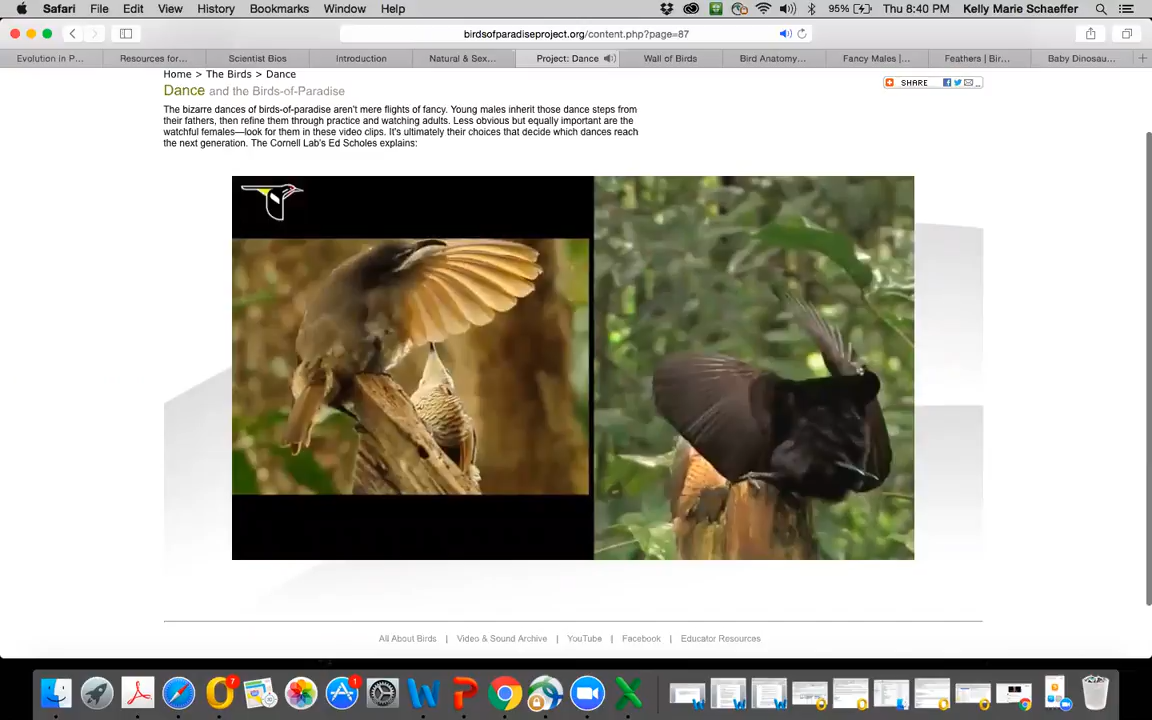 Safari File Edit View History Bookmarks Window Help 95% Thu 8:40 PM Kelly Marie Schaeffer
birdsofparadiseproject.org/content.php?page=87
Evolution in P... Resources for... Scientist Bios Introduction Natural & Sex... Project: Dance Wall of Birds Bird Anatomy... Fancy Males |... Feathers | Bir... Baby Dinosau...
Home > The Birds > Dance
SHARE
Dance and the Birds-of-Paradise
The bizarre dances of birds-of-paradise aren't mere flights of fancy. Young males inherit those dance steps from
their fathers, then refine them through practice and watching adults. Less obvious but equally important are the
watchful females—look for them in these video clips. It's ultimately their choices that decide which dances reach
the next generation. The Cornell Lab's Ed Scholes explains:
All About Birds | Video & Sound Archive | YouTube | Facebook | Educator Resources
7
1